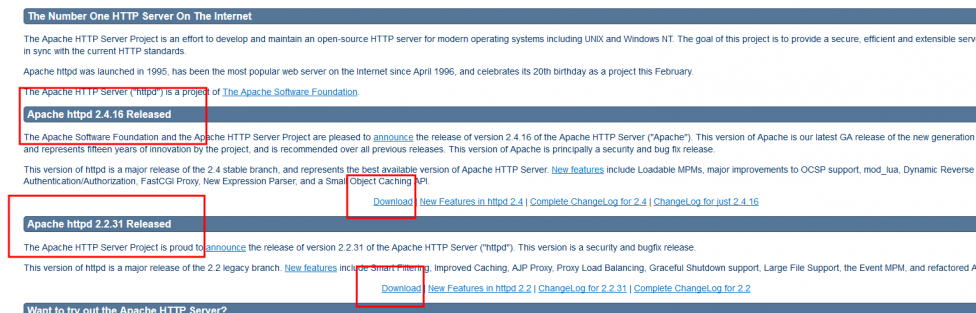 The Number One HTTP Server On The Internet
The Apache HTTP Server Project is an effort to develop and maintain an open-source HTTP server for modern operating systems including UNIX and Windows NT. The goal of this project is to provide a secure, efficient and extensible serv
in sync with the current HTTP standards.
Apache httpd was launched in 1995, has been the most popular web server on the Internet since April 1996, and celebrates its 20th birthday as a project this February.
The Apache HTTP Server ("httpd") is a project of The Apache Software Foundation.
Apache httpd 2.4.16 Released
The Apache Software Foundation and the Apache HTTP Server Project are pleased to announce the release of version 2.4.16 of the Apache HTTP Server ("Apache"). This version of Apache is our latest GA release of the new generation
and represents fifteen years of innovation by the project, and is recommended over all previous releases. This version of Apache is principally a security and bug fix release.
This version of httpd is a major release of the 2.4 stable branch, and represents the best available version of Apache HTTP Server. New features include Loadable MPMs, major improvements to OCSP support, mod_lua, Dynamic Reverse
Authentication/Authorization, FastCGI Proxy, New Expression Parser, and a Small Object Caching API.
Download | New Features in httpd 2.4 | Complete ChangeLog for 2.4 | ChangeLog for just 2.4.16
Apache httpd 2.2.31 Released
The Apache HTTP Server Project is proud to announce the release of version 2.2.31 of the Apache HTTP Server ("httpd"). This version is a security and bugfix release.
This version of httpd is a major release of the 2.2 legacy branch. New features include Smart Filtering, Improved Caching, AJP Proxy, Proxy Load Balancing, Graceful Shutdown support, Large File Support, the Event MPM, and refactored A
Download | New Features in httpd 2.2 | ChangeLog for 2.2.31 | Complete ChangeLog for 2.2
Want to try out the Apache HTTP Server?